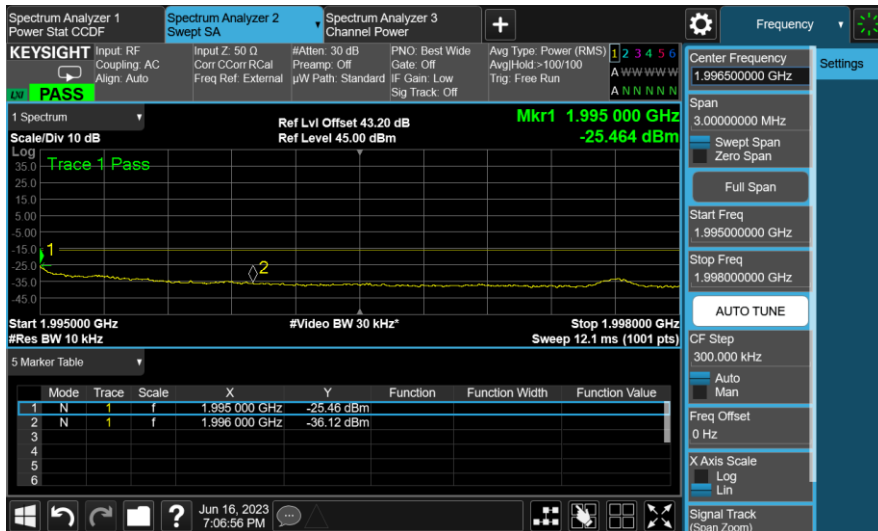 Spectrum Analyzer 1
Power Stat CCDF
Spectrum Analyzer 2
Swept SA
Spectrum Analyzer 3
Channel Power
Frequency
KEYSIGHT
LXI
PASS
Input: RF
Coupling: AC
Align: Auto
Input Z: 50 Ω
Corr CCorr RCal
Freq Ref: External
#Atten: 30 dB
Preamp: Off
µW Path: Standard
PNO: Best Wide
Gate: Off
IF Gain: Low
Sig Track: Off
Avg Type: Power (RMS)
Avg|Hold:>100/100
Trig: Free Run
1 2 3 4 5 6
A W W W W W
A N N N N N
1 Spectrum
Scale/Div 10 dB
Ref Lvl Offset 43.20 dB
Ref Level 45.00 dBm
Mkr1 1.995 000 GHz
-25.464 dBm
Log
Trace 1 Pass
35.0
25.0
15.0
5.00
-5.00
-15.0
-25.0
-35.0
-45.0
1
2
Start 1.995000 GHz
#Res BW 10 kHz
#Video BW 30 kHz*
Stop 1.998000 GHz
Sweep 12.1 ms (1001 pts)
5 Marker Table
Mode Trace Scale X Y Function Function Width Function Value
1 N 1 f 1.995 000 GHz -25.46 dBm
2 N 1 f 1.996 000 GHz -36.12 dBm
3
4
5
6
?
Jun 16, 2023
7:06:56 PM
Center Frequency
1.996500000 GHz
Settings
Span
3.00000000 MHz
Swept Span
Zero Span
Full Span
Start Freq
1.995000000 GHz
Stop Freq
1.998000000 GHz
AUTO TUNE
CF Step
300.000 kHz
Auto
Man
Freq Offset
0 Hz
X Axis Scale
Log
Lin
Signal Track
(Span Zoom)